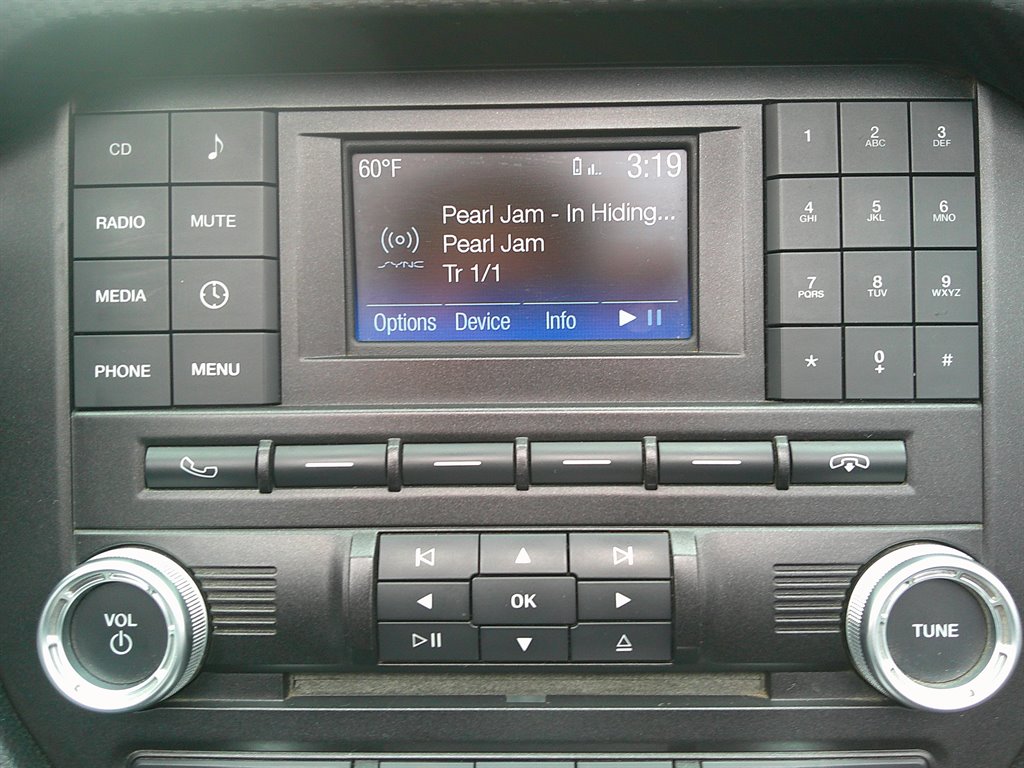 CD
RADIO MUTE
MEDIA
PHONE MENU
60°F 3:19
Pearl Jam - In Hiding...
Pearl Jam
Tr 1/1
SYNC
Options Device Info
1 2 ABC 3 DEF
4 GHI 5 JKL 6 MNO
7 PQRS 8 TUV 9 WXYZ
* 0 + #
OK
VOL
TUNE